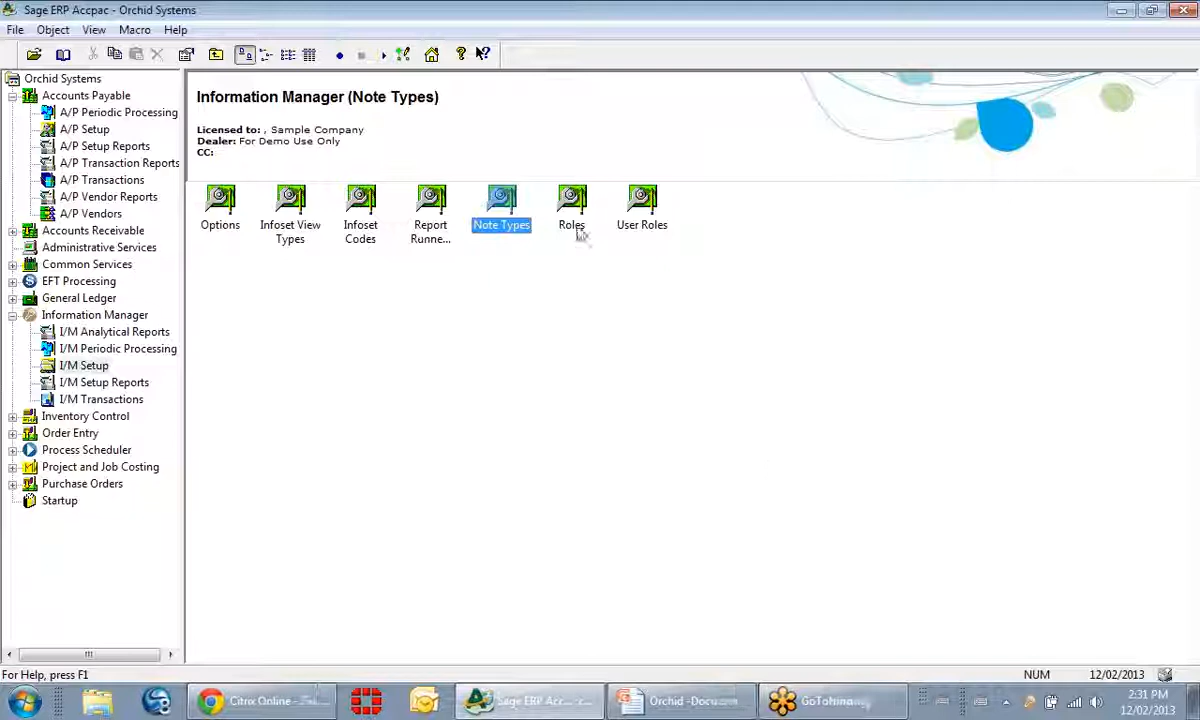 Sage ERP Accpac - Orchid Systems
File Object View Macro Help
Orchid Systems
Accounts Payable
A/P Periodic Processing
A/P Setup
A/P Setup Reports
A/P Transaction Reports
A/P Transactions
A/P Vendor Reports
A/P Vendors
Accounts Receivable
Administrative Services
Common Services
EFT Processing
General Ledger
Information Manager
I/M Analytical Reports
I/M Periodic Processing
I/M Setup
I/M Setup Reports
I/M Transactions
Inventory Control
Order Entry
Process Scheduler
Project and Job Costing
Purchase Orders
Startup
Information Manager (Note Types)
Licensed to: , Sample Company
Dealer: For Demo Use Only
CC:
Options
Infoset View
Types
Infoset
Codes
Report
Runne...
Note Types
Roles
User Roles
For Help, press F1
NUM 12/02/2013
Citrix Online -
Sage ERP Acc...
Orchid -Docu...
2:31 PM
12/02/2013